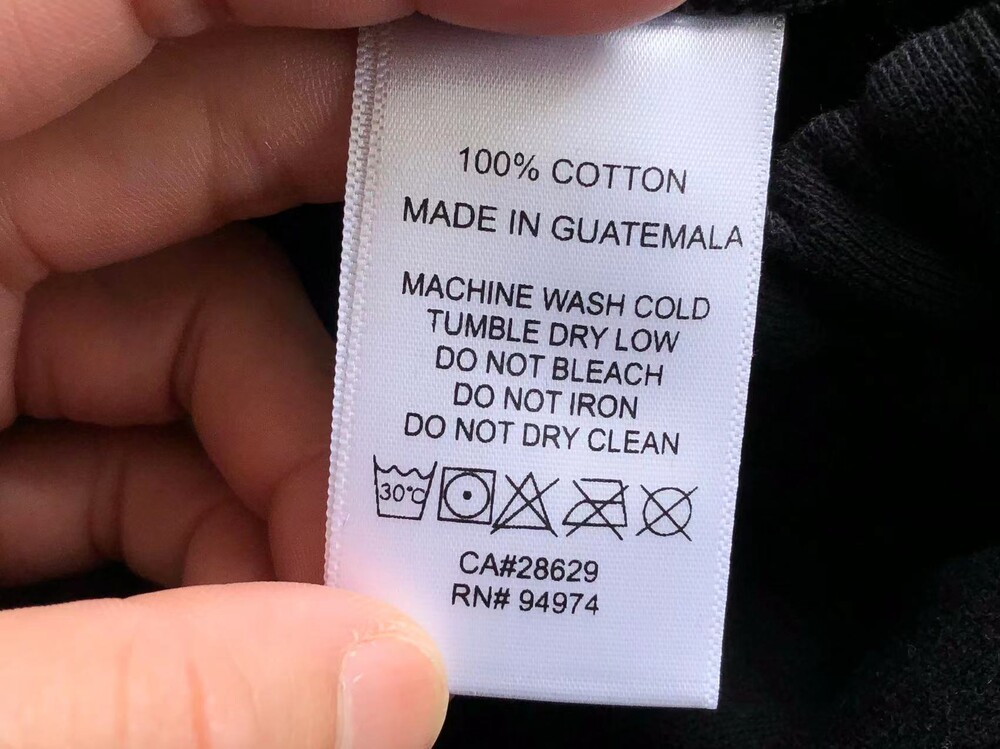 100% COTTON
MADE IN GUATEMALA
MACHINE WASH COLD
TUMBLE DRY LOW
DO NOT BLEACH
DO NOT IRON
DO NOT DRY CLEAN
30°C
CA#28629
RN# 94974